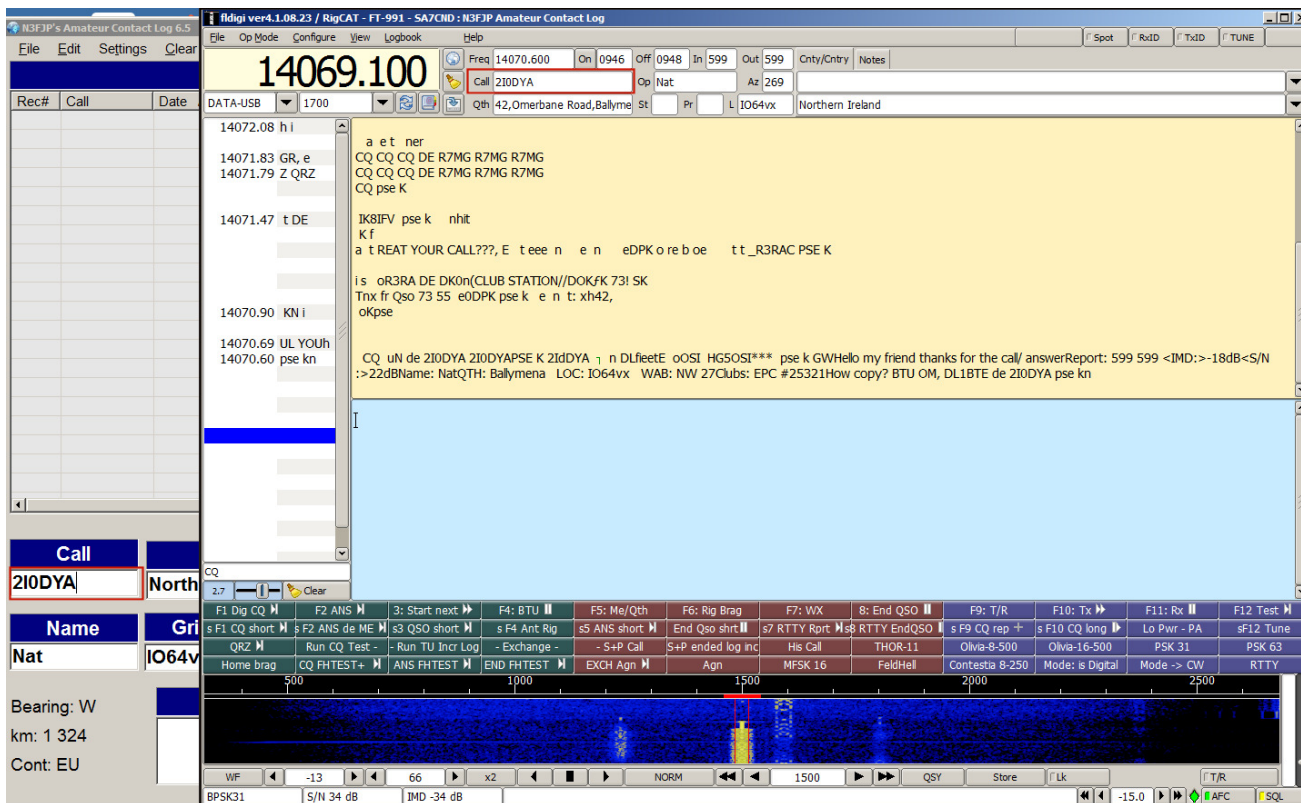 N3FJP's Amateur Contact Log 6.5
File Edit Settings Clear
Rec# Call Date
Call
2I0DYA North
Name Gri
Nat IO64v
Bearing: W
km: 1 324
Cont: EU
fldigi ver4.1.08.23 / RigCAT - FT-991 - SA7CND : N3FJP Amateur Contact Log
File Op Mode Configure View Logbook Help Spot RxID TxID TUNE
14069.100
Freq 14070.600 On 0946 Off 0948 In 599 Out 599 Cnty/Cntry Notes
Call 2I0DYA Op Nat Az 269
DATA-USB 1700 Qth 42,Omerbane Road,Ballyme St Pr L IO64vx Northern Ireland
14072.08 h i
14071.83 GR, e
14071.79 Z QRZ
14071.47 t DE
14070.90 KN i
14070.69 UL YOUh
14070.60 pse kn
CQ
2.7 Clear
a e t ner
CQ CQ CQ DE R7MG R7MG R7MG
CQ CQ CQ DE R7MG R7MG R7MG
CQ pse K
IK8IFV pse k nhit
K f
a t REAT YOUR CALL???, E t eee n e n eDPK o re b oe t t _R3RAC PSE K
i s oR3RA DE DK0n(CLUB STATION//DOKƒK 73! SK
Tnx fr Qso 73 55 e0DPK pse k e n t: xh42,
oKpse
CQ uN de 2I0DYA 2I0DYAPSE K 2IdDYA ┐ n DLfieetE oOSI HG5OSI*** pse k GWHello my friend thanks for the call/ answerReport: 599 599 <IMD:>-18dB<S/N
:>22dBName: NatQTH: Ballymena LOC: IO64vx WAB: NW 27Clubs: EPC #25321How copy? BTU OM, DL1BTE de 2I0DYA pse kn
F1 Dig CQ F2 ANS 3: Start next F4: BTU F5: Me/Qth F6: Rig Brag F7: WX 8: End QSO F9: T/R F10: Tx F11: Rx F12 Test
s F1 CQ short s F2 ANS de ME s3 QSO short s F4 Ant Rig s5 ANS short End Qso shrt s7 RTTY Rprt s8 RTTY EndQSO s F9 CQ rep s F10 CQ long Lo Pwr - PA sF12 Tune
QRZ Run CQ Test - - Run TU Incr Log - Exchange - - S+P Call S+P ended log inc His Call THOR-11 Olivia-8-500 Olivia-16-500 PSK 31 PSK 63
Home brag CQ FHTEST+ ANS FHTEST END FHTEST EXCH Agn Agn MFSK 16 FeldHell Contestia 8-250 Mode: is Digital Mode -> CW RTTY
500 1000 1500 2000 2500
WF -13 66 x2 NORM 1500 QSY Store Lk T/R
BPSK31 S/N 34 dB IMD -34 dB -15.0 AFC SQL